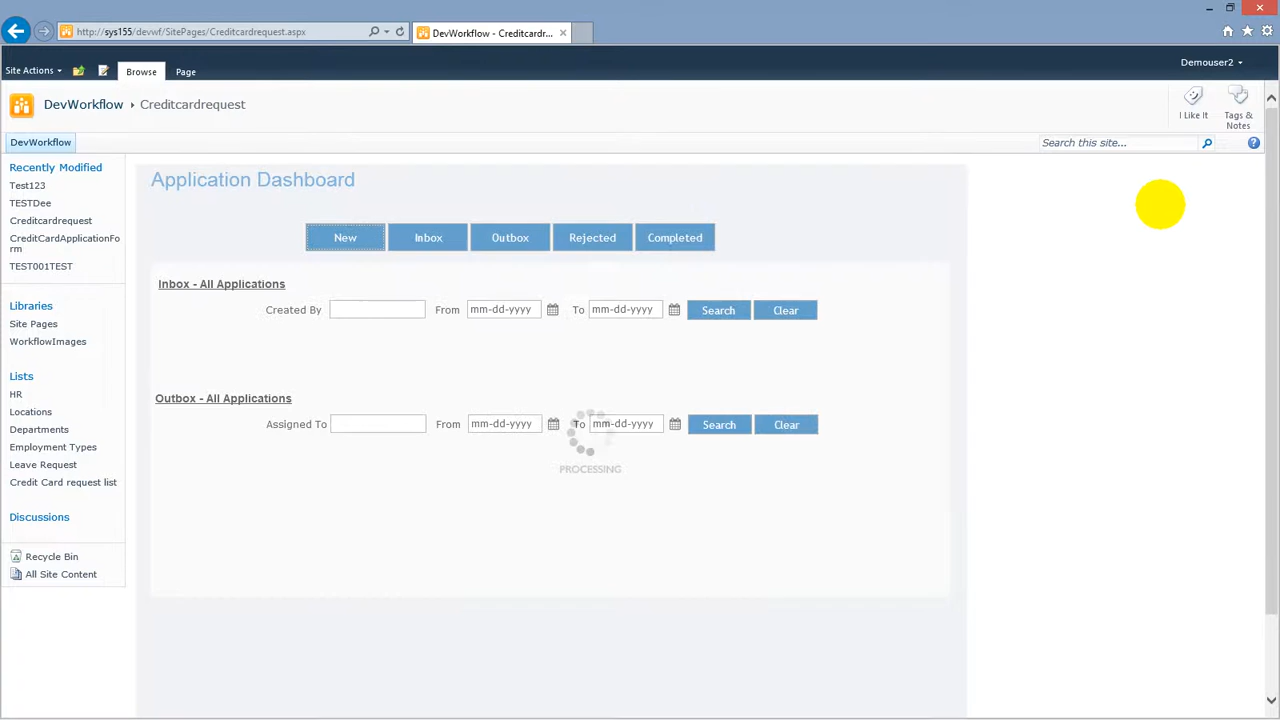 http://sys155/devwf/SitePages/Creditcardrequest.aspx
DevWorkflow - Creditcardr...
Site Actions
Browse
Page
Demouser2
DevWorkflow
Creditcardrequest
I Like It
Tags &
Notes
DevWorkflow
Search this site...
Recently Modified
Test123
TESTDee
Creditcardrequest
CreditCardApplicationFo
rm
TEST001TEST
Libraries
Site Pages
WorkflowImages
Lists
HR
Locations
Departments
Employment Types
Leave Request
Credit Card request list
Discussions
Recycle Bin
All Site Content
Application Dashboard
New Inbox Outbox Rejected Completed
Inbox - All Applications
Created By From mm-dd-yyyy To mm-dd-yyyy Search Clear
Outbox - All Applications
Assigned To From mm-dd-yyyy To mm-dd-yyyy Search Clear
PROCESSING